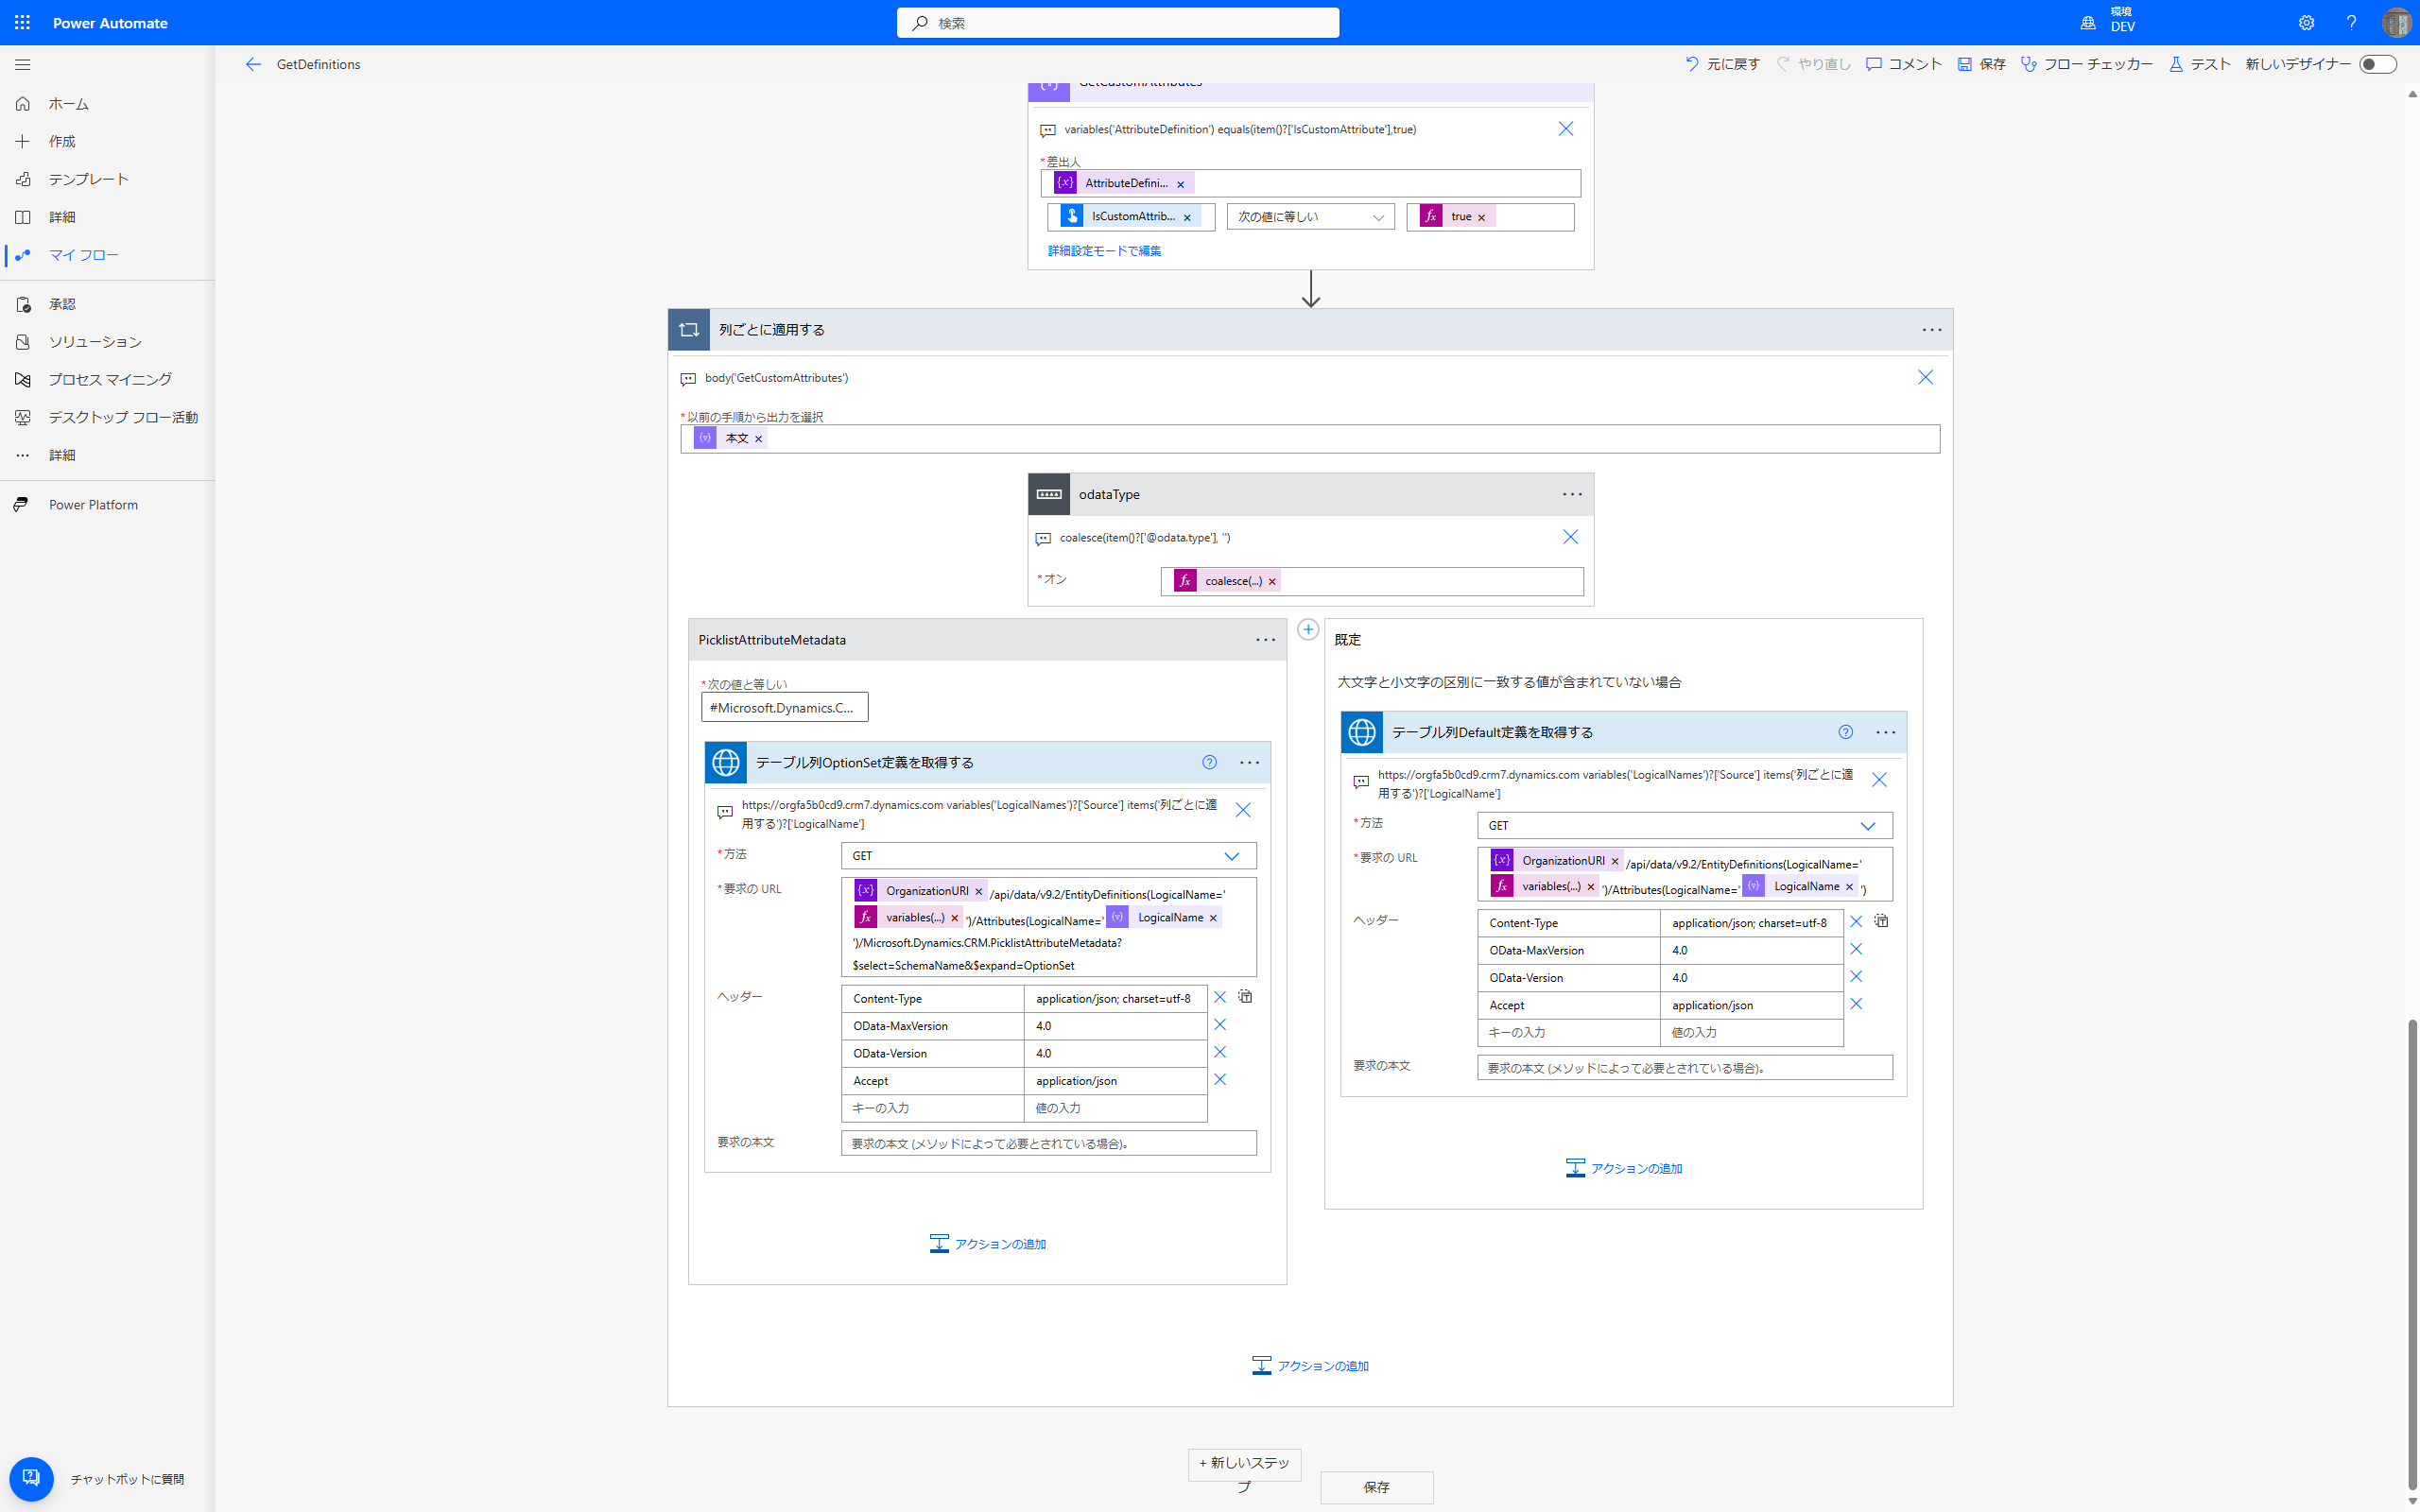 Power Automate
検索
環境
DEV
GetDefinitions
元に戻す
やり直し
コメント
保存
フロー チェッカー
テスト
新しいデザイナー
ホーム
作成
テンプレート
詳細
マイ フロー
承認
ソリューション
プロセス マイニング
デスクトップ フロー活動
詳細
Power Platform
チャットボットに質問
GetCustomAttributes
variables('AttributeDefinition') equals(item()?['IsCustomAttribute'],true)
*差出人
AttributeDefini... ×
IsCustomAttrib... ×
次の値に等しい
true ×
詳細設定モードで編集
列ごとに適用する
body('GetCustomAttributes')
*以前の手順から出力を選択
本文 ×
odataType
coalesce(item()?['@odata.type'], '')
*オン
coalesce(...) ×
PicklistAttributeMetadata
*次の値と等しい
#Microsoft.Dynamics.C...
テーブル列OptionSet定義を取得する
https://orgfa5b0cd9.crm7.dynamics.com variables('LogicalNames')?['Source'] items('列ごとに適
用する')?['LogicalName']
*方法
GET
*要求の URL
OrganizationURI × /api/data/v9.2/EntityDefinitions(LogicalName='
variables(...) × ')/Attributes(LogicalName=' LogicalName ×
')/Microsoft.Dynamics.CRM.PicklistAttributeMetadata?
$select=SchemaName&$expand=OptionSet
ヘッダー
Content-Type application/json; charset=utf-8
OData-MaxVersion 4.0
OData-Version 4.0
Accept application/json
キーの入力 値の入力
要求の本文
要求の本文 (メソッドによって必要とされている場合)。
アクションの追加
既定
大文字と小文字の区別に一致する値が含まれていない場合
テーブル列Default定義を取得する
https://orgfa5b0cd9.crm7.dynamics.com variables('LogicalNames')?['Source'] items('列ごとに適
用する')?['LogicalName']
*方法
GET
*要求の URL
OrganizationURI × /api/data/v9.2/EntityDefinitions(LogicalName='
variables(...) × ')/Attributes(LogicalName=' LogicalName × ')
ヘッダー
Content-Type application/json; charset=utf-8
OData-MaxVersion 4.0
OData-Version 4.0
Accept application/json
キーの入力 値の入力
要求の本文
要求の本文 (メソッドによって必要とされている場合)。
アクションの追加
アクションの追加
+ 新しいステッ
プ
保存